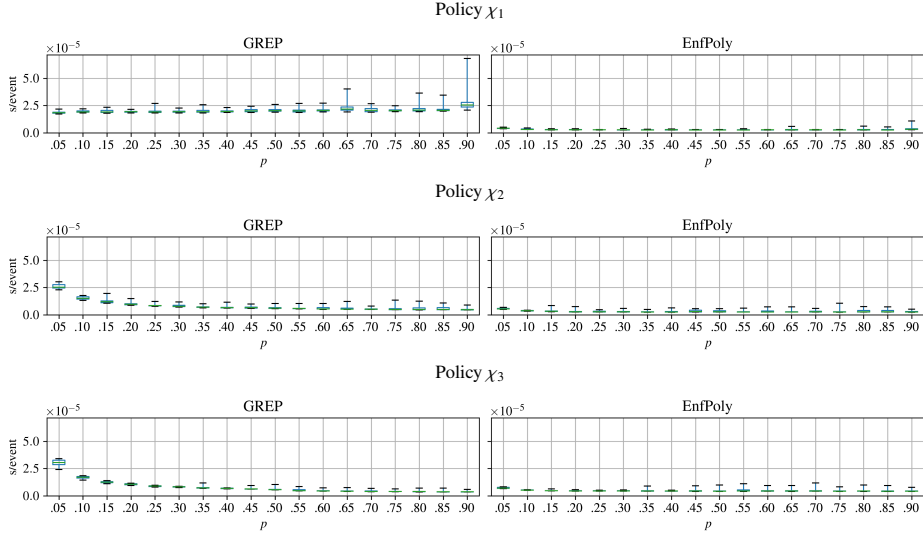 Policy χ1
GREP
EnfPoly
×10−5
×10−5
s/event
5.0
2.5
0.0
.05 .10 .15 .20 .25 .30 .35 .40 .45 .50 .55 .60 .65 .70 .75 .80 .85 .90
.05 .10 .15 .20 .25 .30 .35 .40 .45 .50 .55 .60 .65 .70 .75 .80 .85 .90
p
p
Policy χ2
GREP
EnfPoly
×10−5
×10−5
s/event
5.0
2.5
0.0
.05 .10 .15 .20 .25 .30 .35 .40 .45 .50 .55 .60 .65 .70 .75 .80 .85 .90
.05 .10 .15 .20 .25 .30 .35 .40 .45 .50 .55 .60 .65 .70 .75 .80 .85 .90
p
p
Policy χ3
GREP
EnfPoly
×10−5
×10−5
s/event
5.0
2.5
0.0
.05 .10 .15 .20 .25 .30 .35 .40 .45 .50 .55 .60 .65 .70 .75 .80 .85 .90
.05 .10 .15 .20 .25 .30 .35 .40 .45 .50 .55 .60 .65 .70 .75 .80 .85 .90
p
p